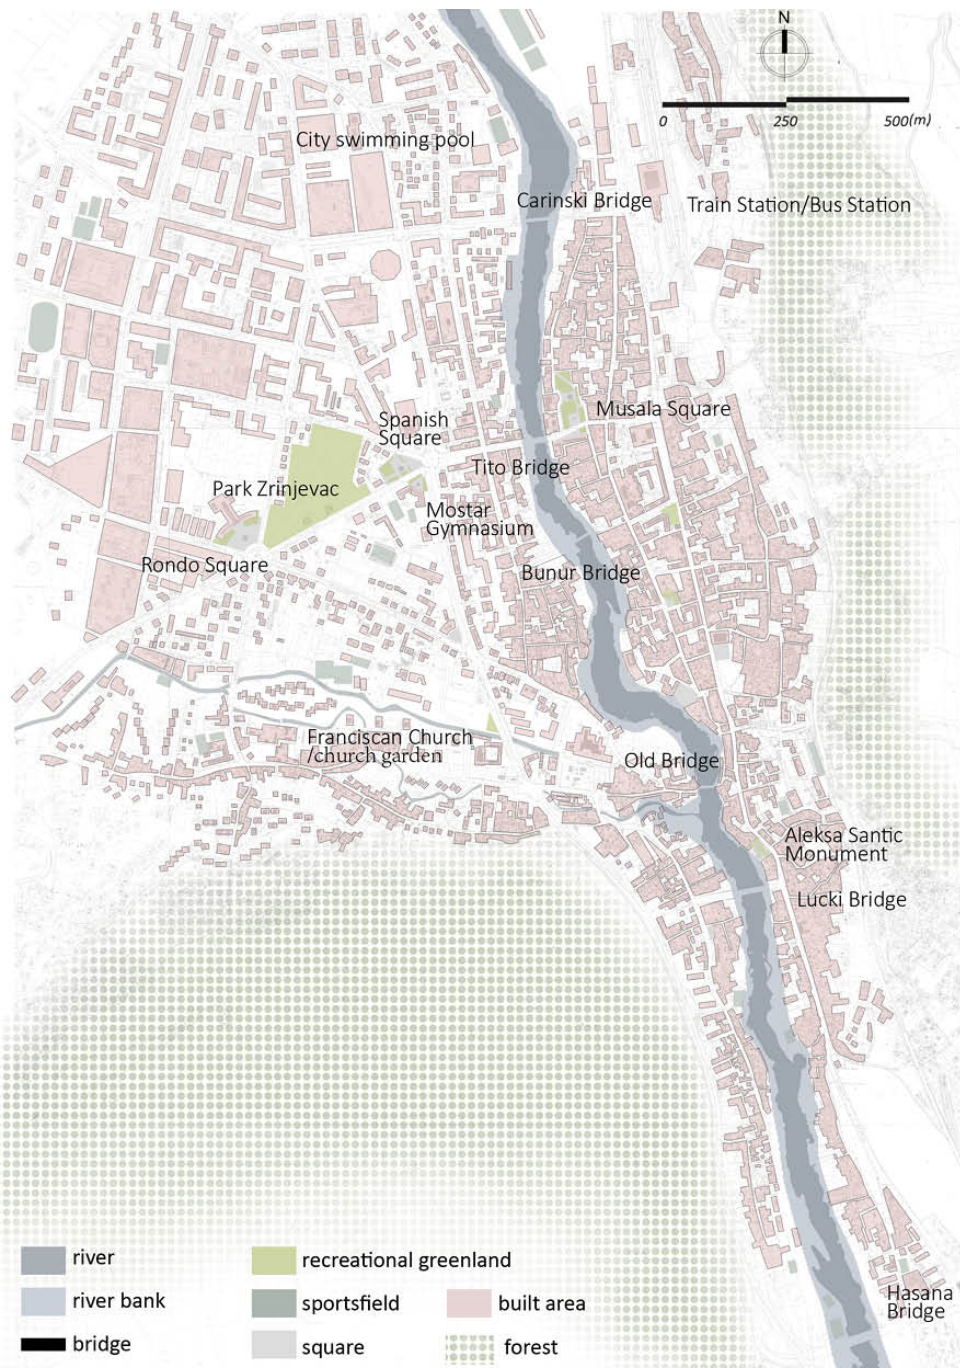 N
0
250
500(m)
City swimming pool
Carinski Bridge
Train Station/Bus Station
Spanish
Square
Musala Square
Tito Bridge
Park Zrinjevac
Mostar
Gymnasium
Rondo Square
Bunur Bridge
Franciscan Church
/church garden
Old Bridge
Aleksa Santic
Monument
Lucki Bridge
Hasana
Bridge
river
river bank
bridge
recreational greenland
sportsfield
square
built area
forest